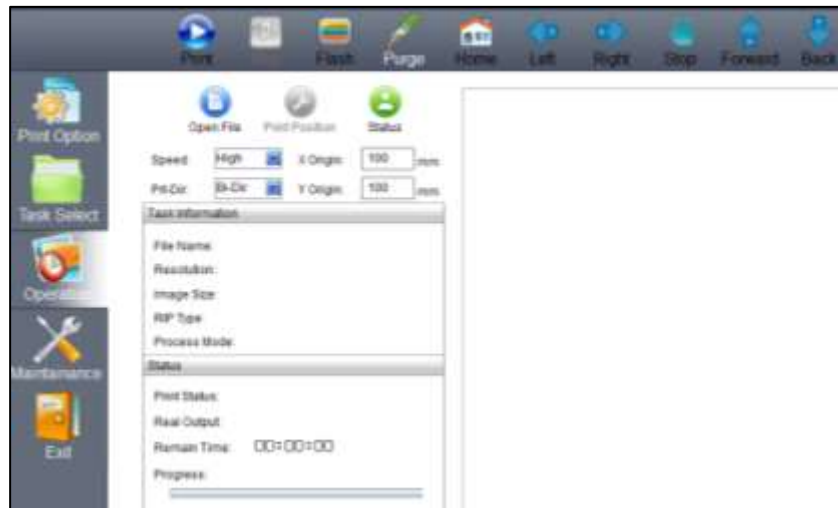 Print Flash Purge Home Left Right Stop Forward Back
Print Option
Task Select
Maintamance
Exit
Open File Print Position Status
Speed: High X Origin: 100 mm
Prt-Dir: Bi-Dir Y Origin: 100 mm
Task Information
File Name:
Resolution:
Image Size:
RIP Type:
Process Mode:
Status
Print Status:
Real Output:
Remain Time: 00:00:00
Progress: